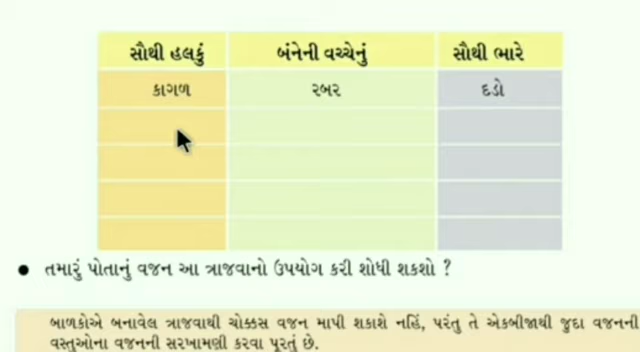 સૌથી હલકું બંનેની વચ્ચેનું સૌથી ભારે
કાગળ રબર દડો
● તમારું પોતાનું વજન આ ત્રાજવાનો ઉપયોગ કરી શોધી શકશો ?
બાળકોએ બનાવેલ ત્રાજવાથી ચોક્કસ વજન માપી શકાશે નહિં, પરંતુ તે એકબીજાથી જુદા વજનની
વસ્તુઓના વજનની સરખામણી કરવા પૂરતું છે.